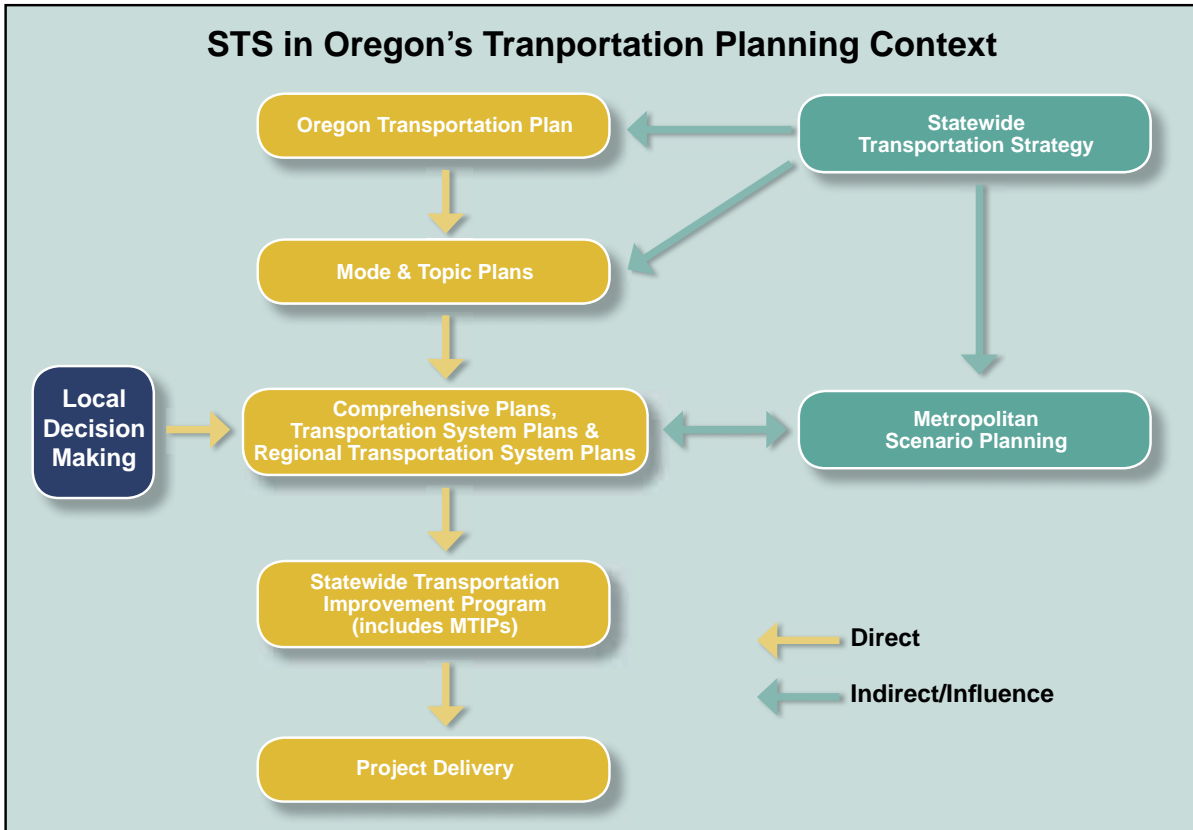 STS in Oregon’s Tranportation Planning Context
Oregon Transportation Plan
Statewide
Transportation Strategy
Mode & Topic Plans
Local
Decision
Making
Comprehensive Plans,
Transportation System Plans &
Regional Transportation System Plans
Metropolitan
Scenario Planning
Statewide Transportation
Improvement Program
(includes MTIPs)
Direct
Indirect/Influence
Project Delivery